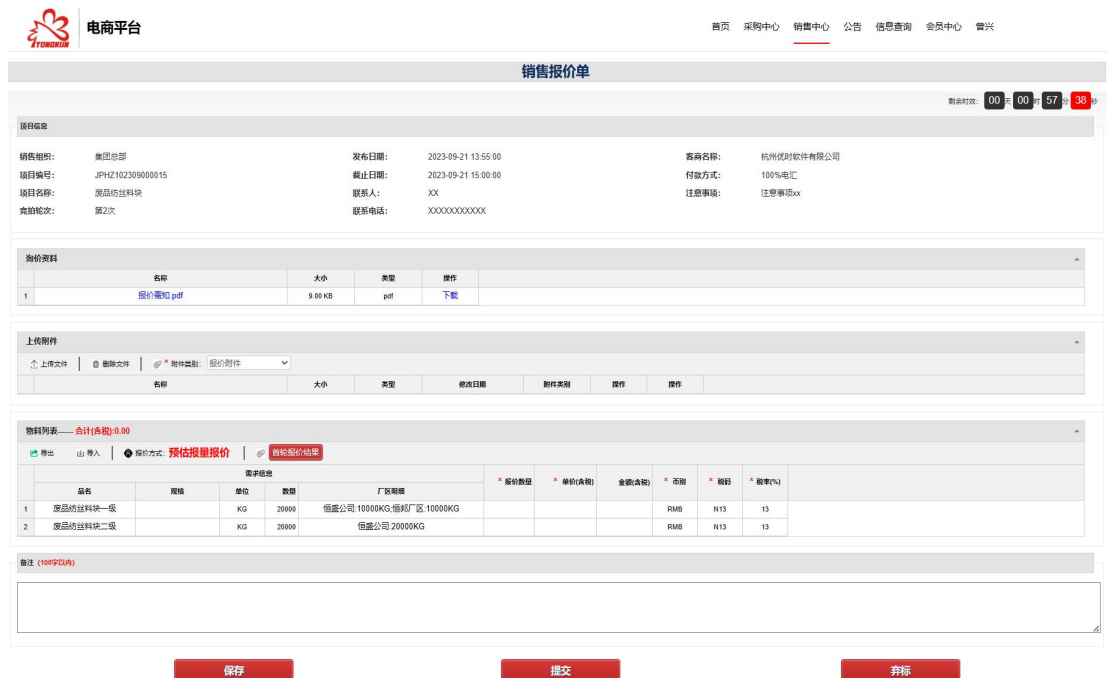 TONGKUN
电商平台
首页 采购中心 销售中心 公告 信息查询 会员中心 曾兴
销售报价单
剩余时效: 00 天 00 时 57 分 38 秒
项目信息
销售组织: 集团总部 发布日期: 2023-09-21 13:55:00 客商名称: 杭州优时软件有限公司
项目编号: JPHZ102309000015 截止日期: 2023-09-21 15:00:00 付款方式: 100%电汇
项目名称: 废品纺丝料块 联系人: XX 注意事项: 注意事项xx
竞拍轮次: 第2次 联系电话: XXXXXXXXXXX
询价资料
名称 大小 类型 操作
1 报价需知.pdf 9.00 KB pdf 下载
上传附件
上传文件 删除文件 * 附件类别: 报价附件
名称 大小 类型 修改日期 附件类别 操作 操作
物料列表------ 合计(含税):0.00
导出 导入 报价方式: 预估报量报价 首轮报价结果
需求信息 * 报价数量 * 单价(含税) 金额(含税) * 币别 * 税码 * 税率(%)
品名 规格 单位 数量 厂区明细
1 废品纺丝料块一级 KG 20000 恒盛公司:10000KG;恒邦厂区:10000KG RMB N13 13
2 废品纺丝料块二级 KG 20000 恒盛公司:20000KG RMB N13 13
备注 (100字以内)
保存 提交 弃标